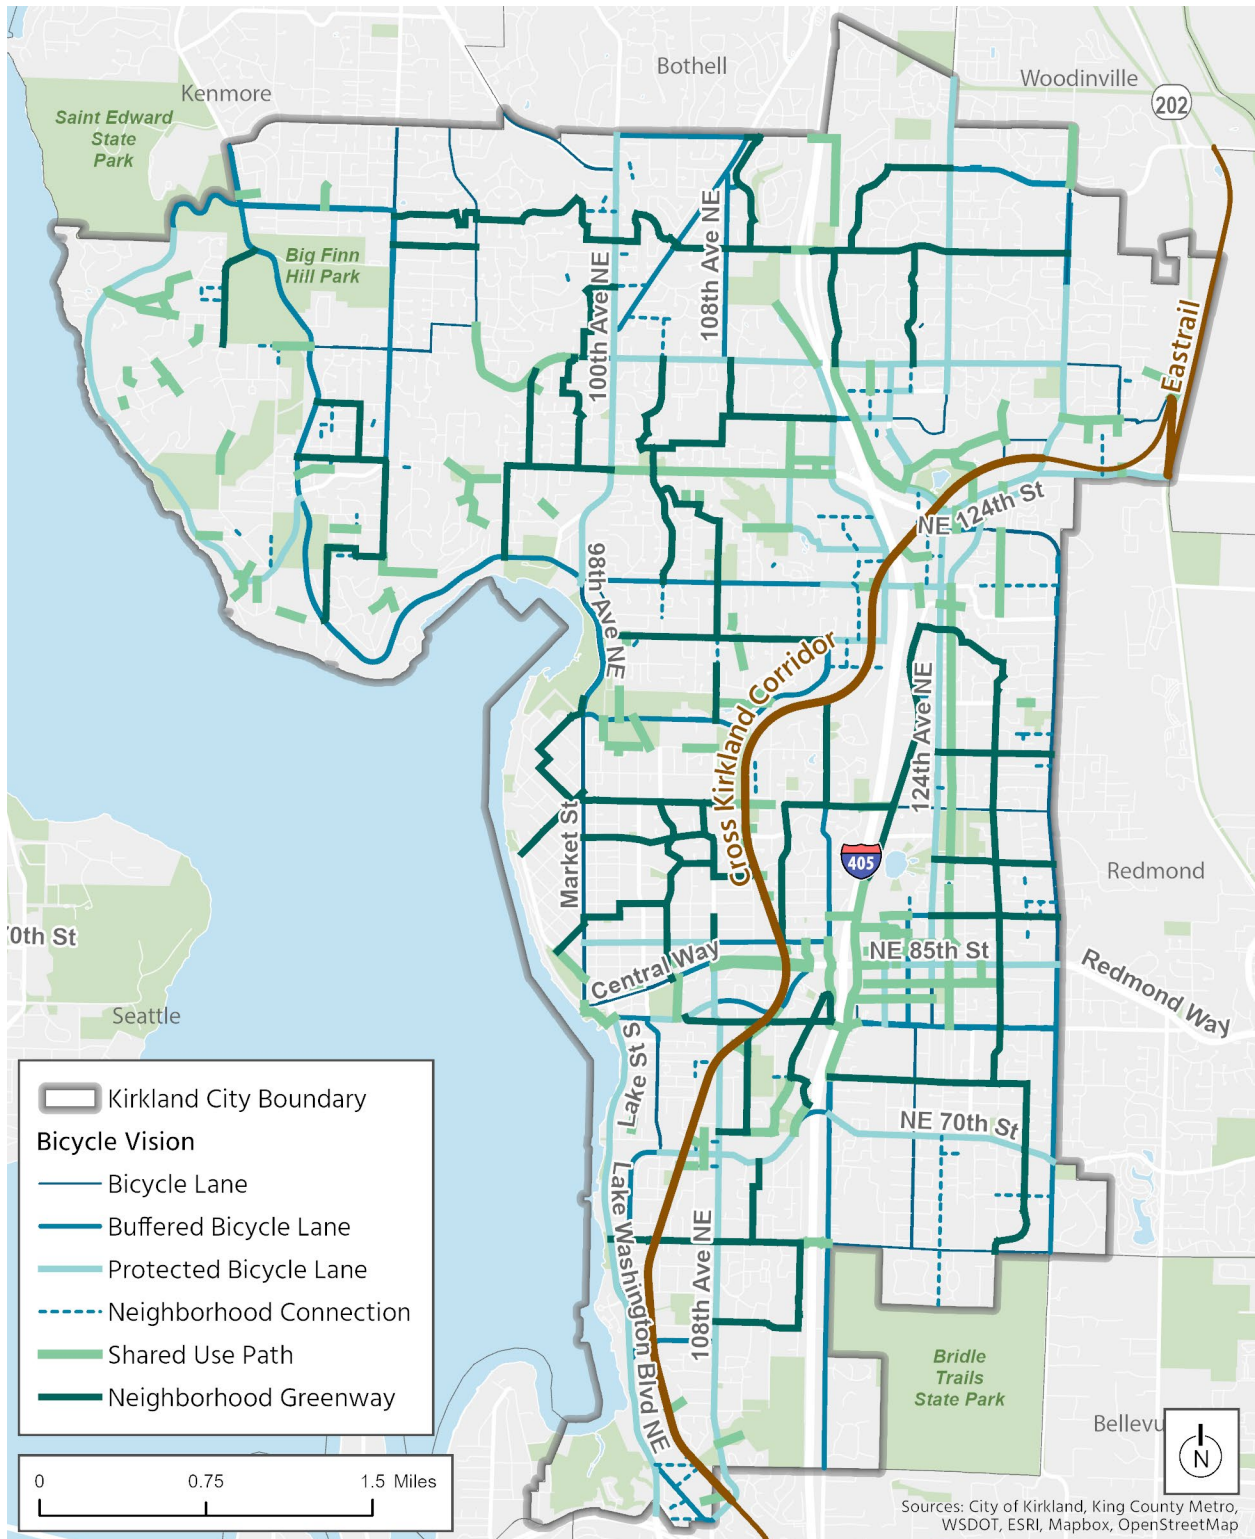 Bothell
Woodinville
Kenmore
202
Saint Edward
State
Park
Big Finn
Hill Park
100th Ave NE
108th Ave NE
Eastrail
NE 124th St
98th Ave NE
Cross Kirkland Corridor
124th Ave NE
Market St
405
Redmond
70th St
NE 85th St
Central Way
Redmond Way
Seattle
Lake St S
NE 70th St
Lake Washington Blvd NE
108th Ave NE
Bridle
Trails
State Park
Bellevu
Kirkland City Boundary
Bicycle Vision
Bicycle Lane
Buffered Bicycle Lane
Protected Bicycle Lane
Neighborhood Connection
Shared Use Path
Neighborhood Greenway
0 0.75 1.5 Miles
N
Sources: City of Kirkland, King County Metro,
WSDOT, ESRI, Mapbox, OpenStreetMap